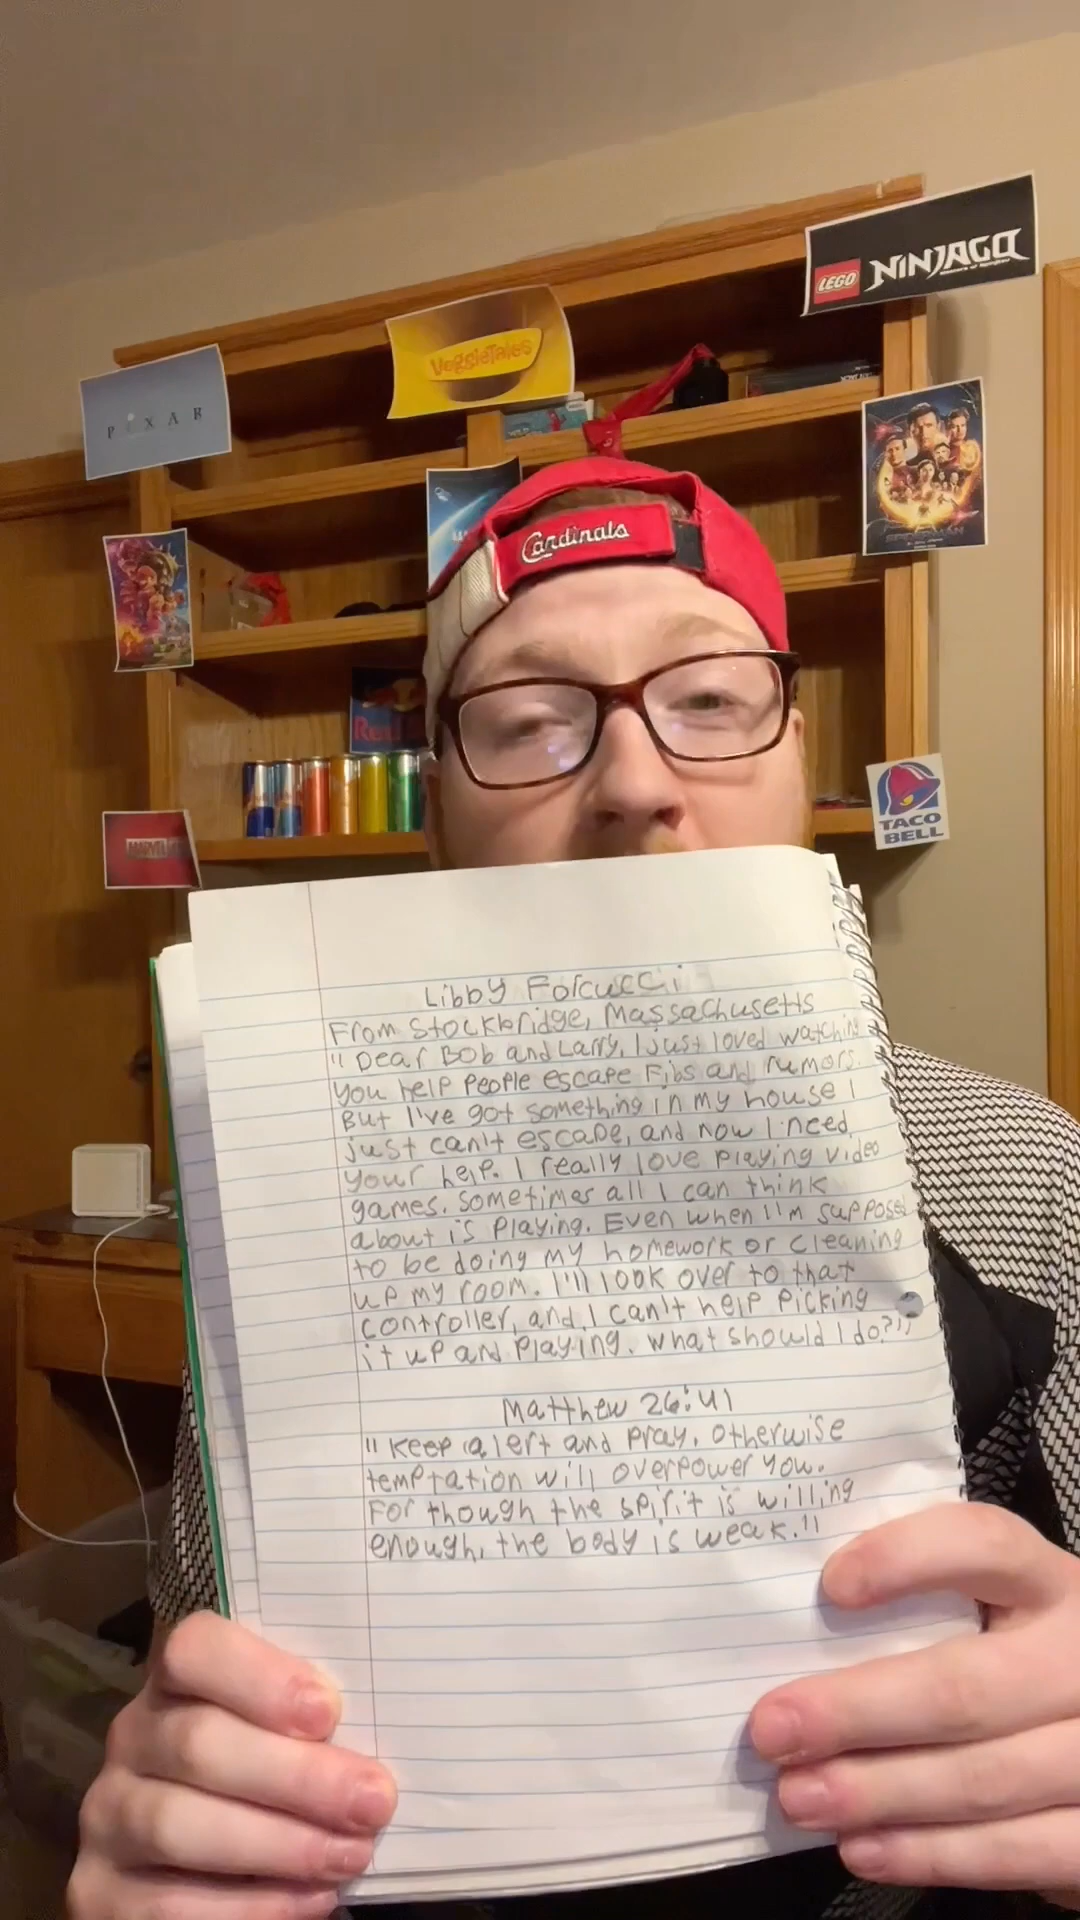 LEGO NINJAGO
VeggieTales
PIXAR
Cardinals
Red
MARVEL
TACO
BELL
Libby Forcucci
From Stockbridge, Massachusetts
"Dear Bob and Larry, I just loved watching
you help people escape Fibs and rumors.
But I've got something in my house I
just can't escape, and now I need
your help. I really love playing video
games. Sometimes all I can think
about is playing. Even when I'm supposed
to be doing my homework or cleaning
up my room. I'll look over to that
controller, and I can't help picking
it up and playing. What should I do?"
Matthew 26:41
"Keep alert and pray. Otherwise
temptation will overpower you.
For though the spirit is willing
enough, the body is weak."